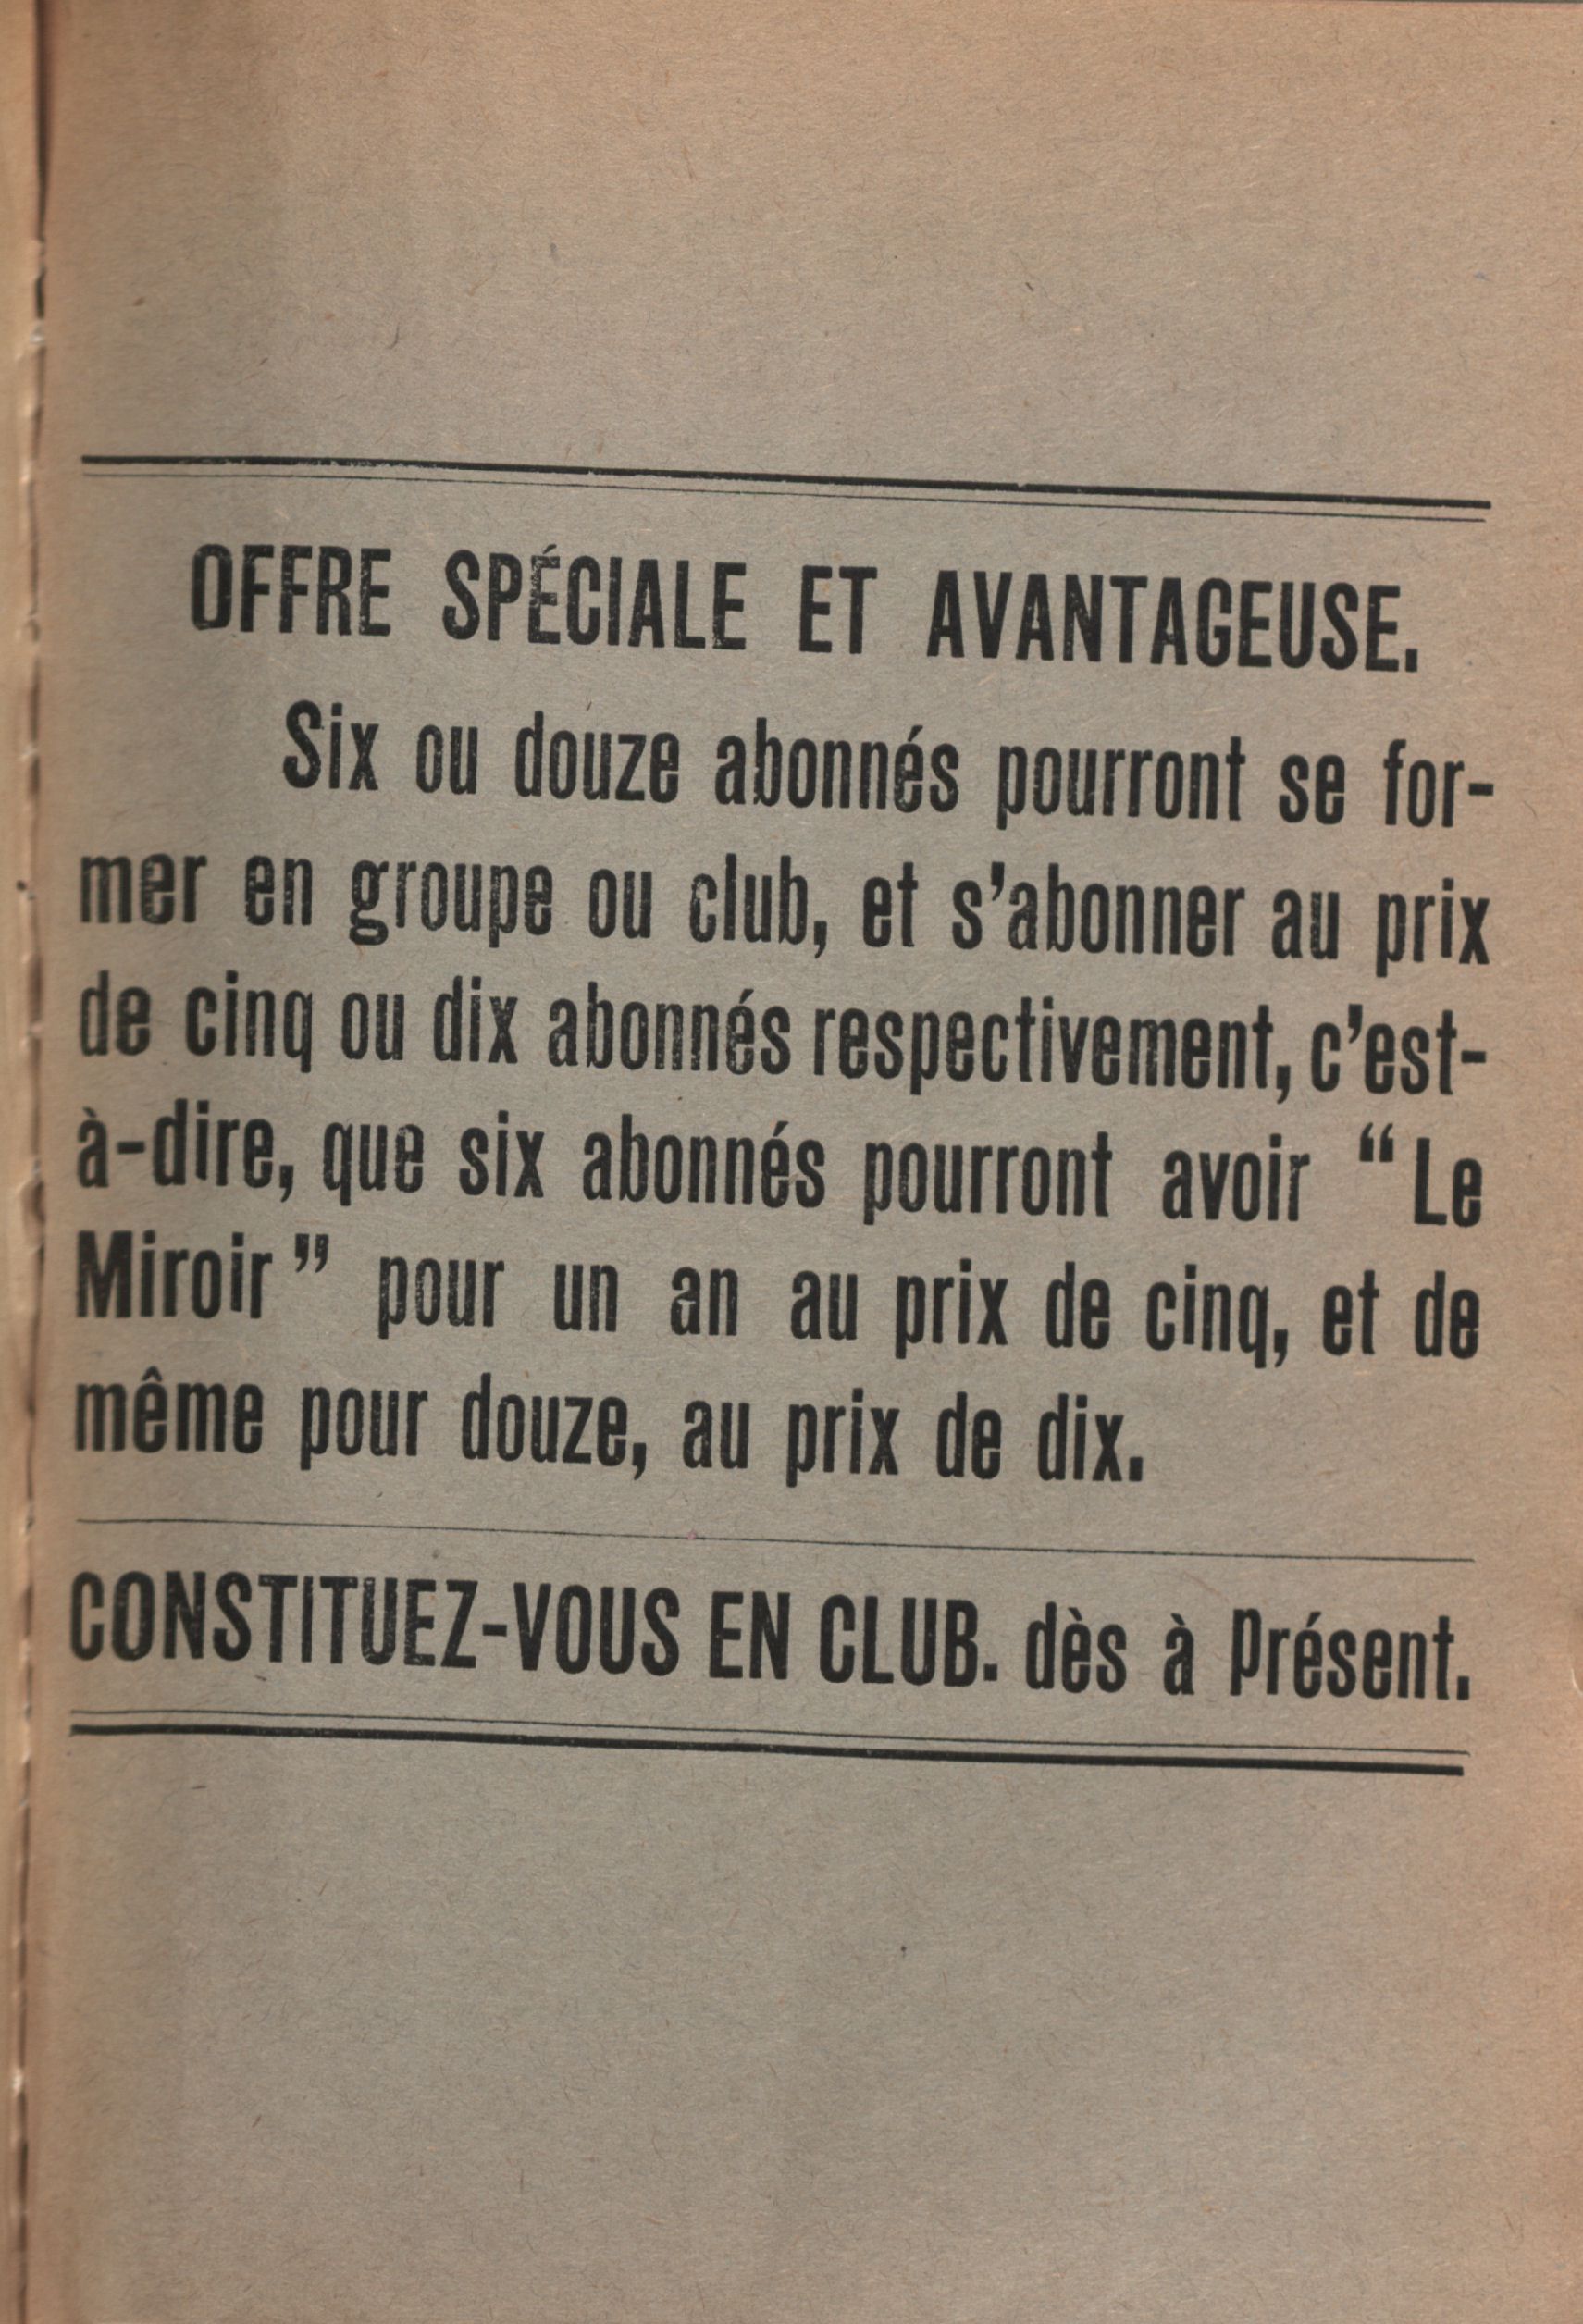 OFFRE SPÉCIALE ET AVANTAGEUSE.
Six ou douze abonnés pourront se for-
mer en groupe ou club, et s'abonner au prix
de cinq ou dix abonnés respectivement, c'est-
à-dire, que six abonnés pourront avoir “Le
Miroir” pour un an au prix de cinq, et de
même pour douze, au prix de dix.
CONSTITUEZ-VOUS EN CLUB. dès à Présent.